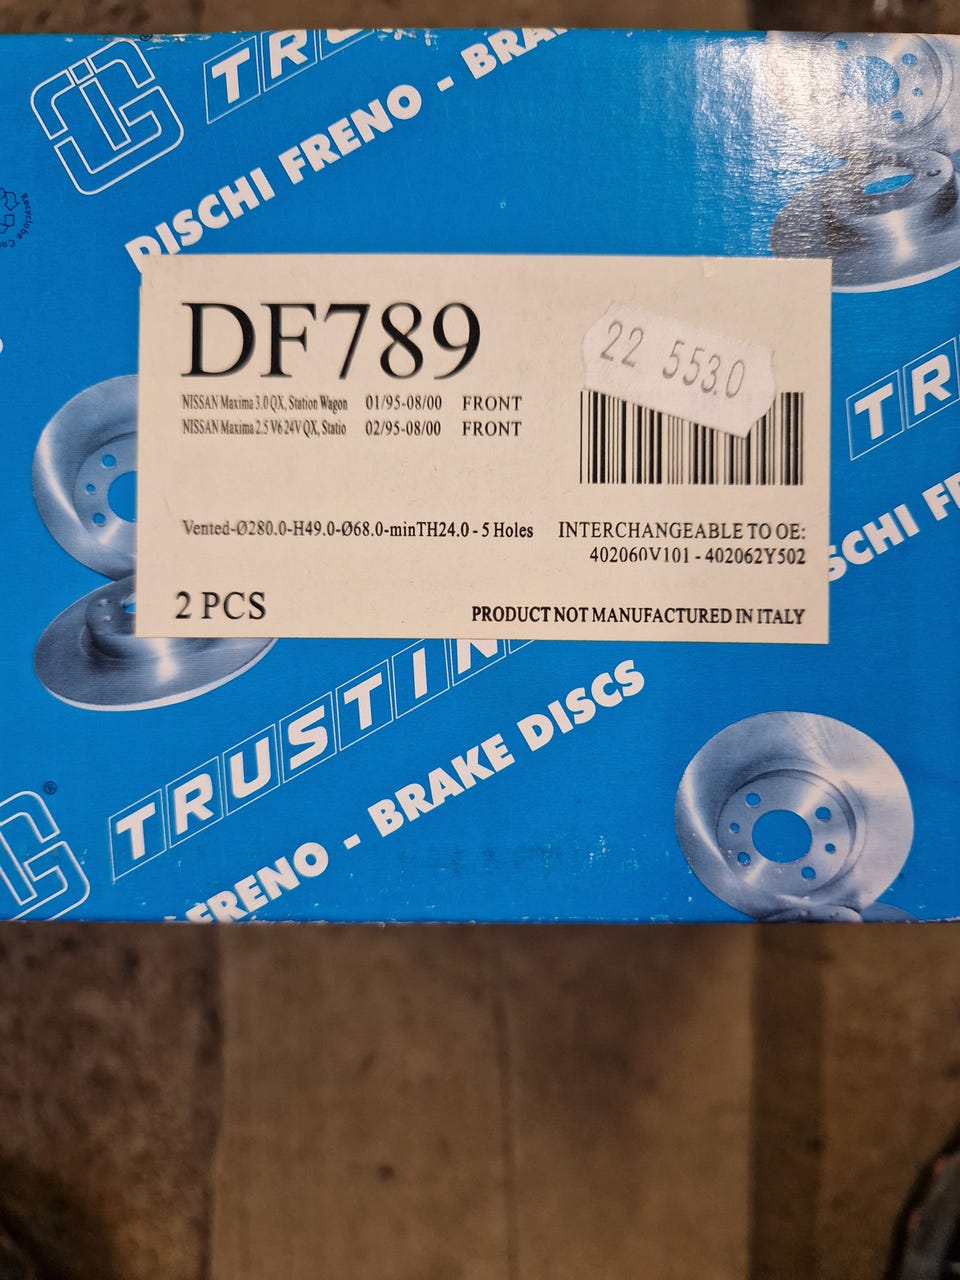 DISCHI FRENO - BRA
DF789
22 553.0
NISSAN Maxima 3.0 QX, Station Wagon 01/95-08/00 FRONT
NISSAN Maxima 2.5 V6 24V QX, Statio 02/95-08/00 FRONT
Vented-Ø280.0-H49.0-Ø68.0-minTH24.0 - 5 Holes
INTERCHANGEABLE TO OE:
402060V101 - 402062Y502
2 PCS
PRODUCT NOT MANUFACTURED IN ITALY
TR
SCHI FR
TRUSTIN
FRENO - BRAKE DISCS